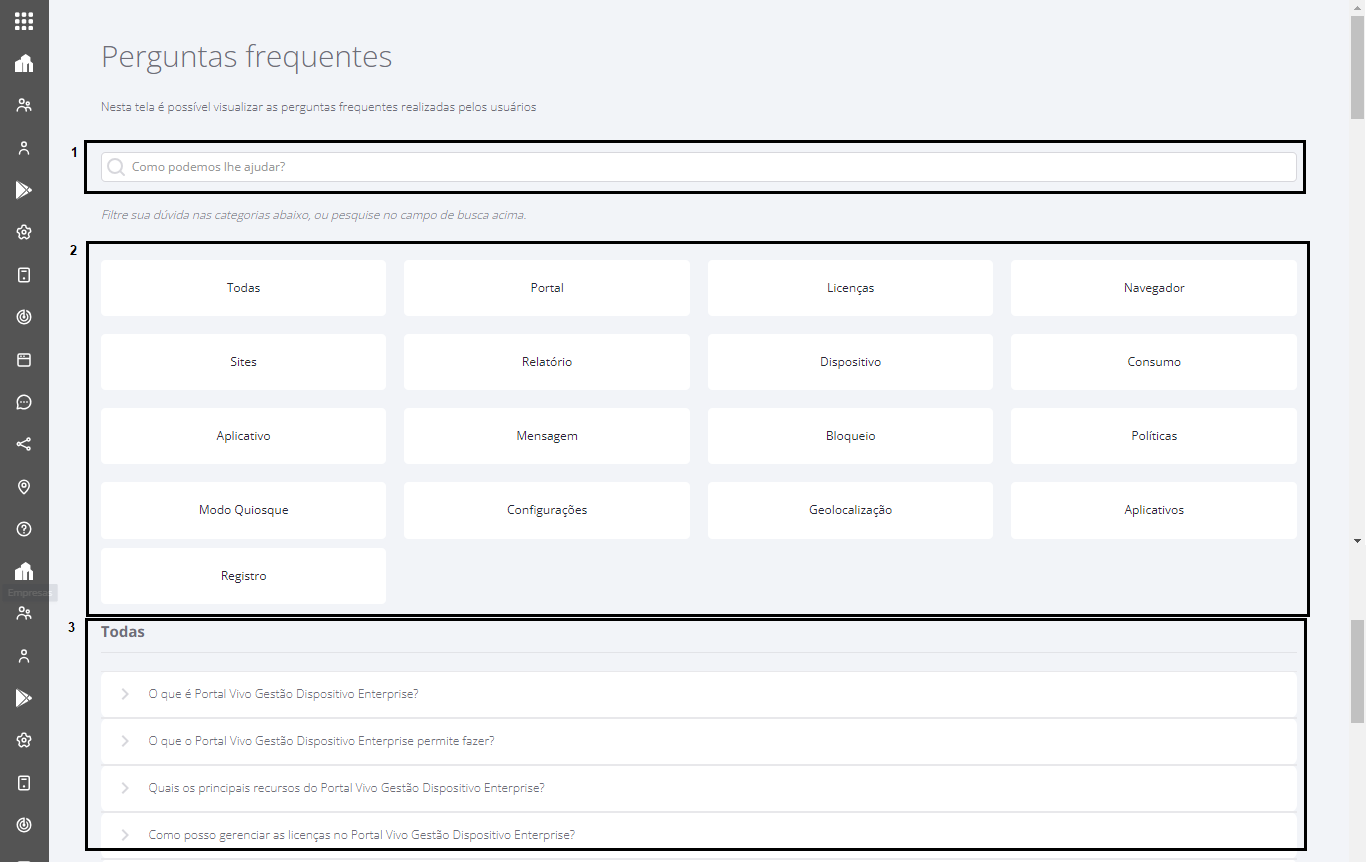 Perguntas frequentes
Nesta tela é possível visualizar as perguntas frequentes realizadas pelos usuários
1
Como podemos lhe ajudar?
Filtre sua dúvida nas categorias abaixo, ou pesquise no campo de busca acima.
2
Todas Portal Licenças Navegador
Sites Relatório Dispositivo Consumo
Aplicativo Mensagem Bloqueio Políticas
Modo Quiosque Configurações Geolocalização Aplicativos
Registro
Empresas
3
Todas
O que é Portal Vivo Gestão Dispositivo Enterprise?
O que o Portal Vivo Gestão Dispositivo Enterprise permite fazer?
Quais os principais recursos do Portal Vivo Gestão Dispositivo Enterprise?
Como posso gerenciar as licenças no Portal Vivo Gestão Dispositivo Enterprise?